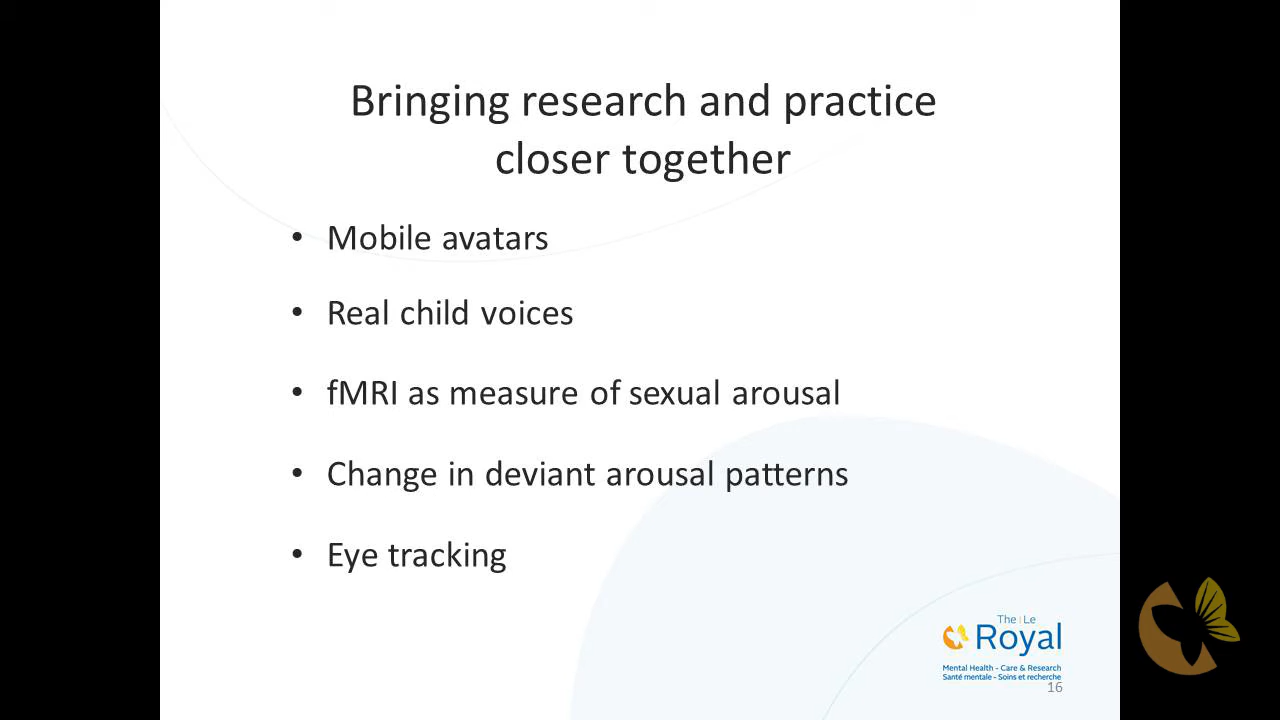 Bringing research and practice
closer together
• Mobile avatars
• Real child voices
• fMRI as measure of sexual arousal
• Change in deviant arousal patterns
• Eye tracking
The | Le
Royal
Mental Health - Care & Research
Santé mentale - Soins et recherche
16